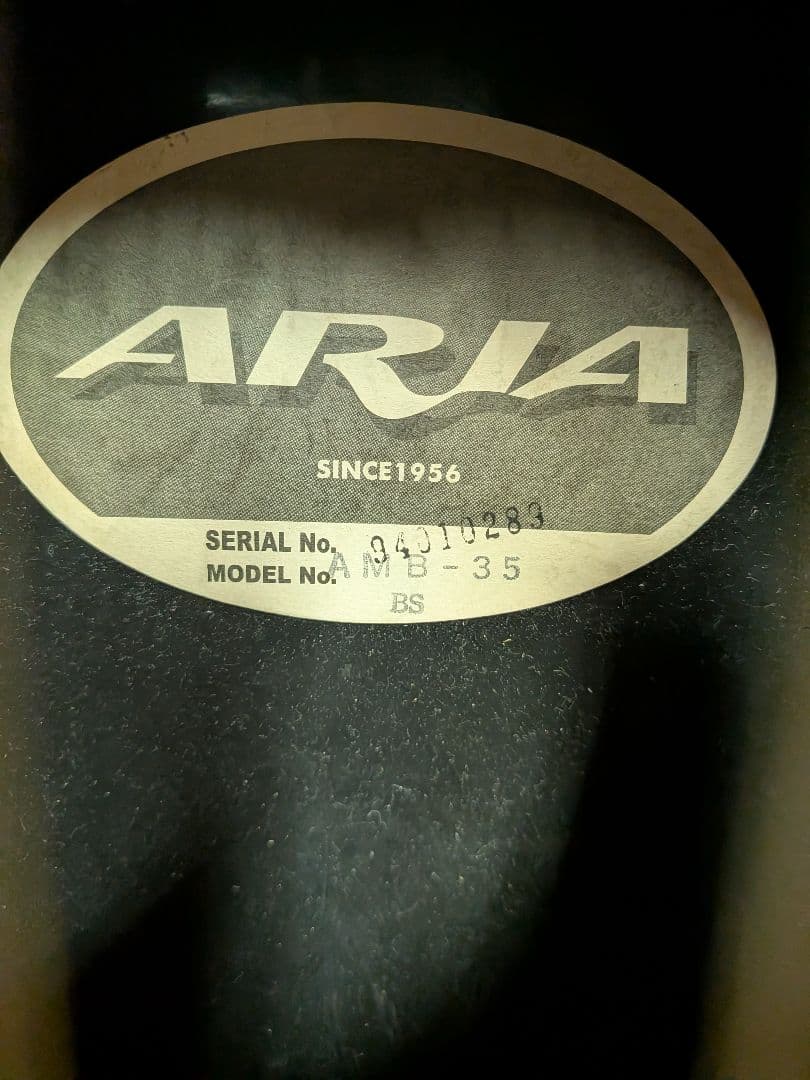 ARIA
SINCE1956
SERIAL No. 04010283
MODEL No. AMB-35
BS